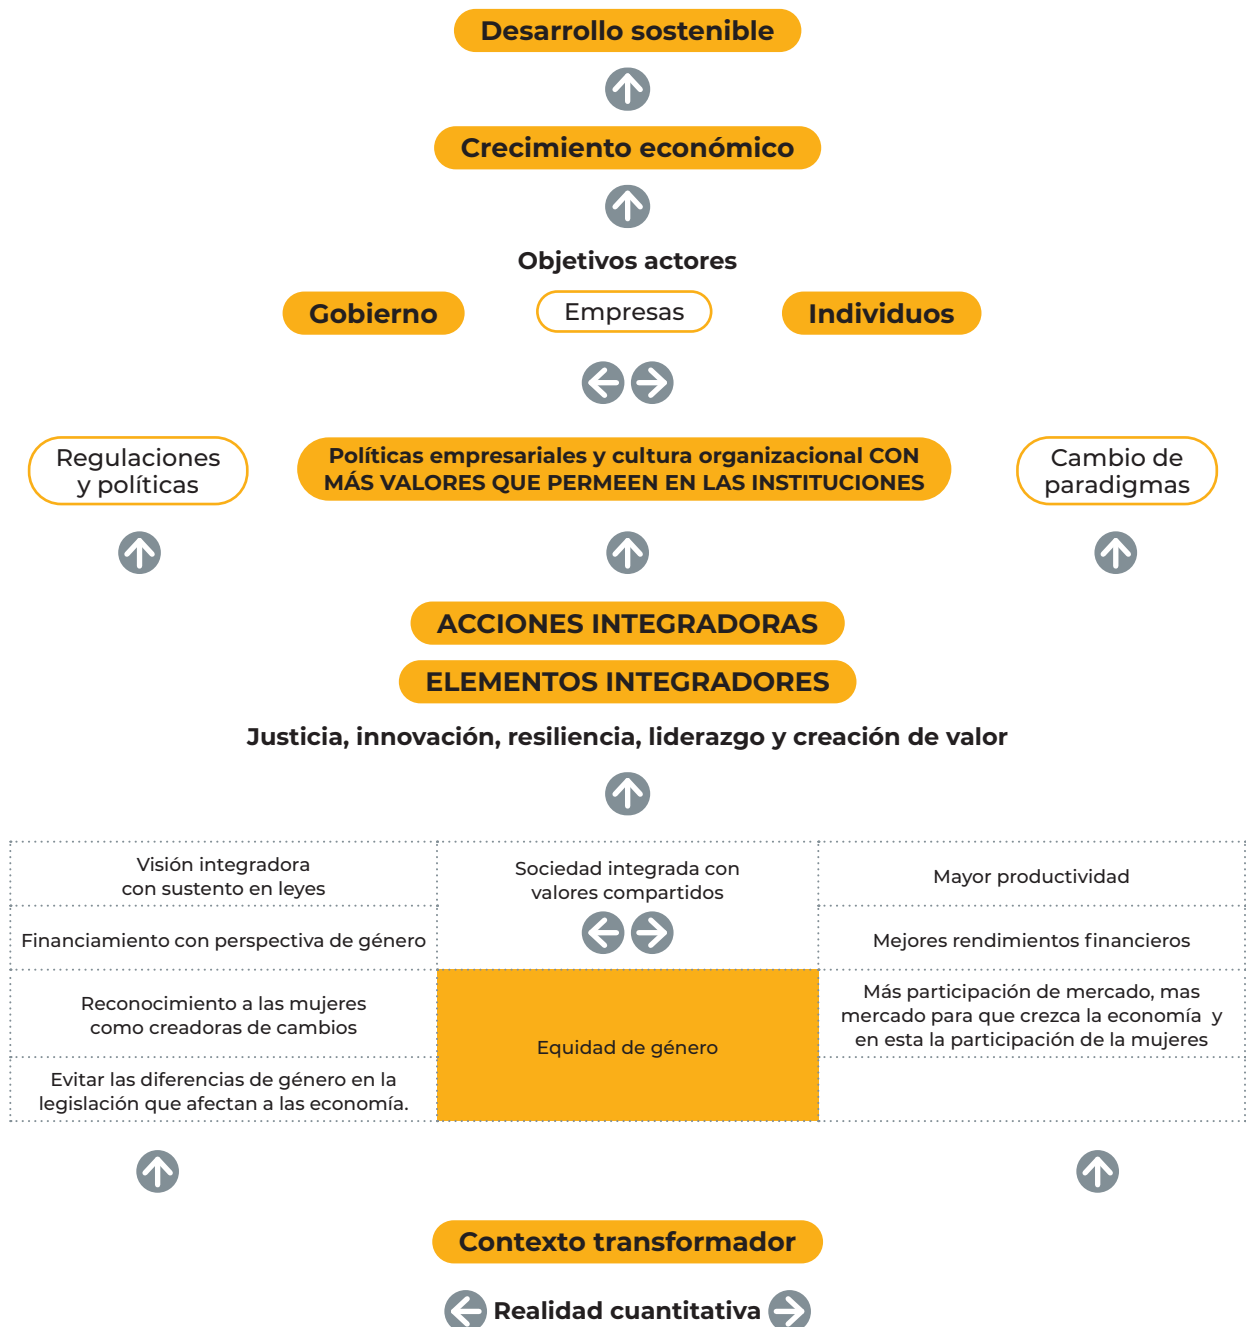 Desarrollo sostenible
Crecimiento económico
Objetivos actores
Gobierno
Empresas
Individuos
Regulaciones
y políticas
Políticas empresariales y cultura organizacional CON
MÁS VALORES QUE PERMEEN EN LAS INSTITUCIONES
Cambio de
paradigmas
ACCIONES INTEGRADORAS
ELEMENTOS INTEGRADORES
Justicia, innovación, resiliencia, liderazgo y creación de valor
Visión integradora
con sustento en leyes
Sociedad integrada con
valores compartidos
Mayor productividad
Financiamiento con perspectiva de género
Mejores rendimientos financieros
Reconocimiento a las mujeres
como creadoras de cambios
Equidad de género
Más participación de mercado, mas
mercado para que crezca la economía y
en esta la participación de la mujeres
Evitar las diferencias de género en la
legislación que afectan a las economía.
Contexto transformador
Realidad cuantitativa